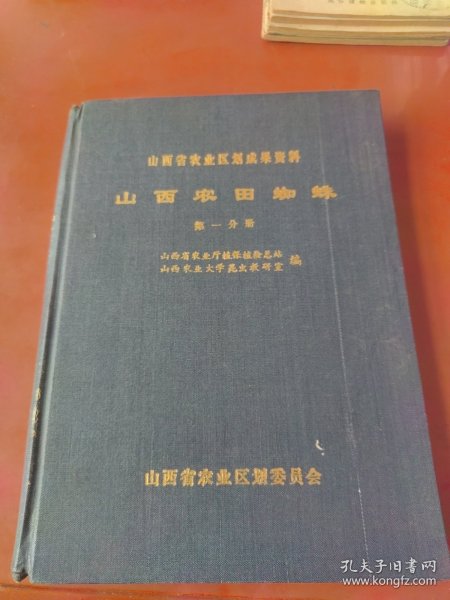 山西省农业区划成果资料
山西农田蜘蛛
第一分册
山西省农业厅植保植检总站
山西农业大学昆虫教研室
编
山西省农业区划委员会
孔夫子旧书网
www.kongfz.com